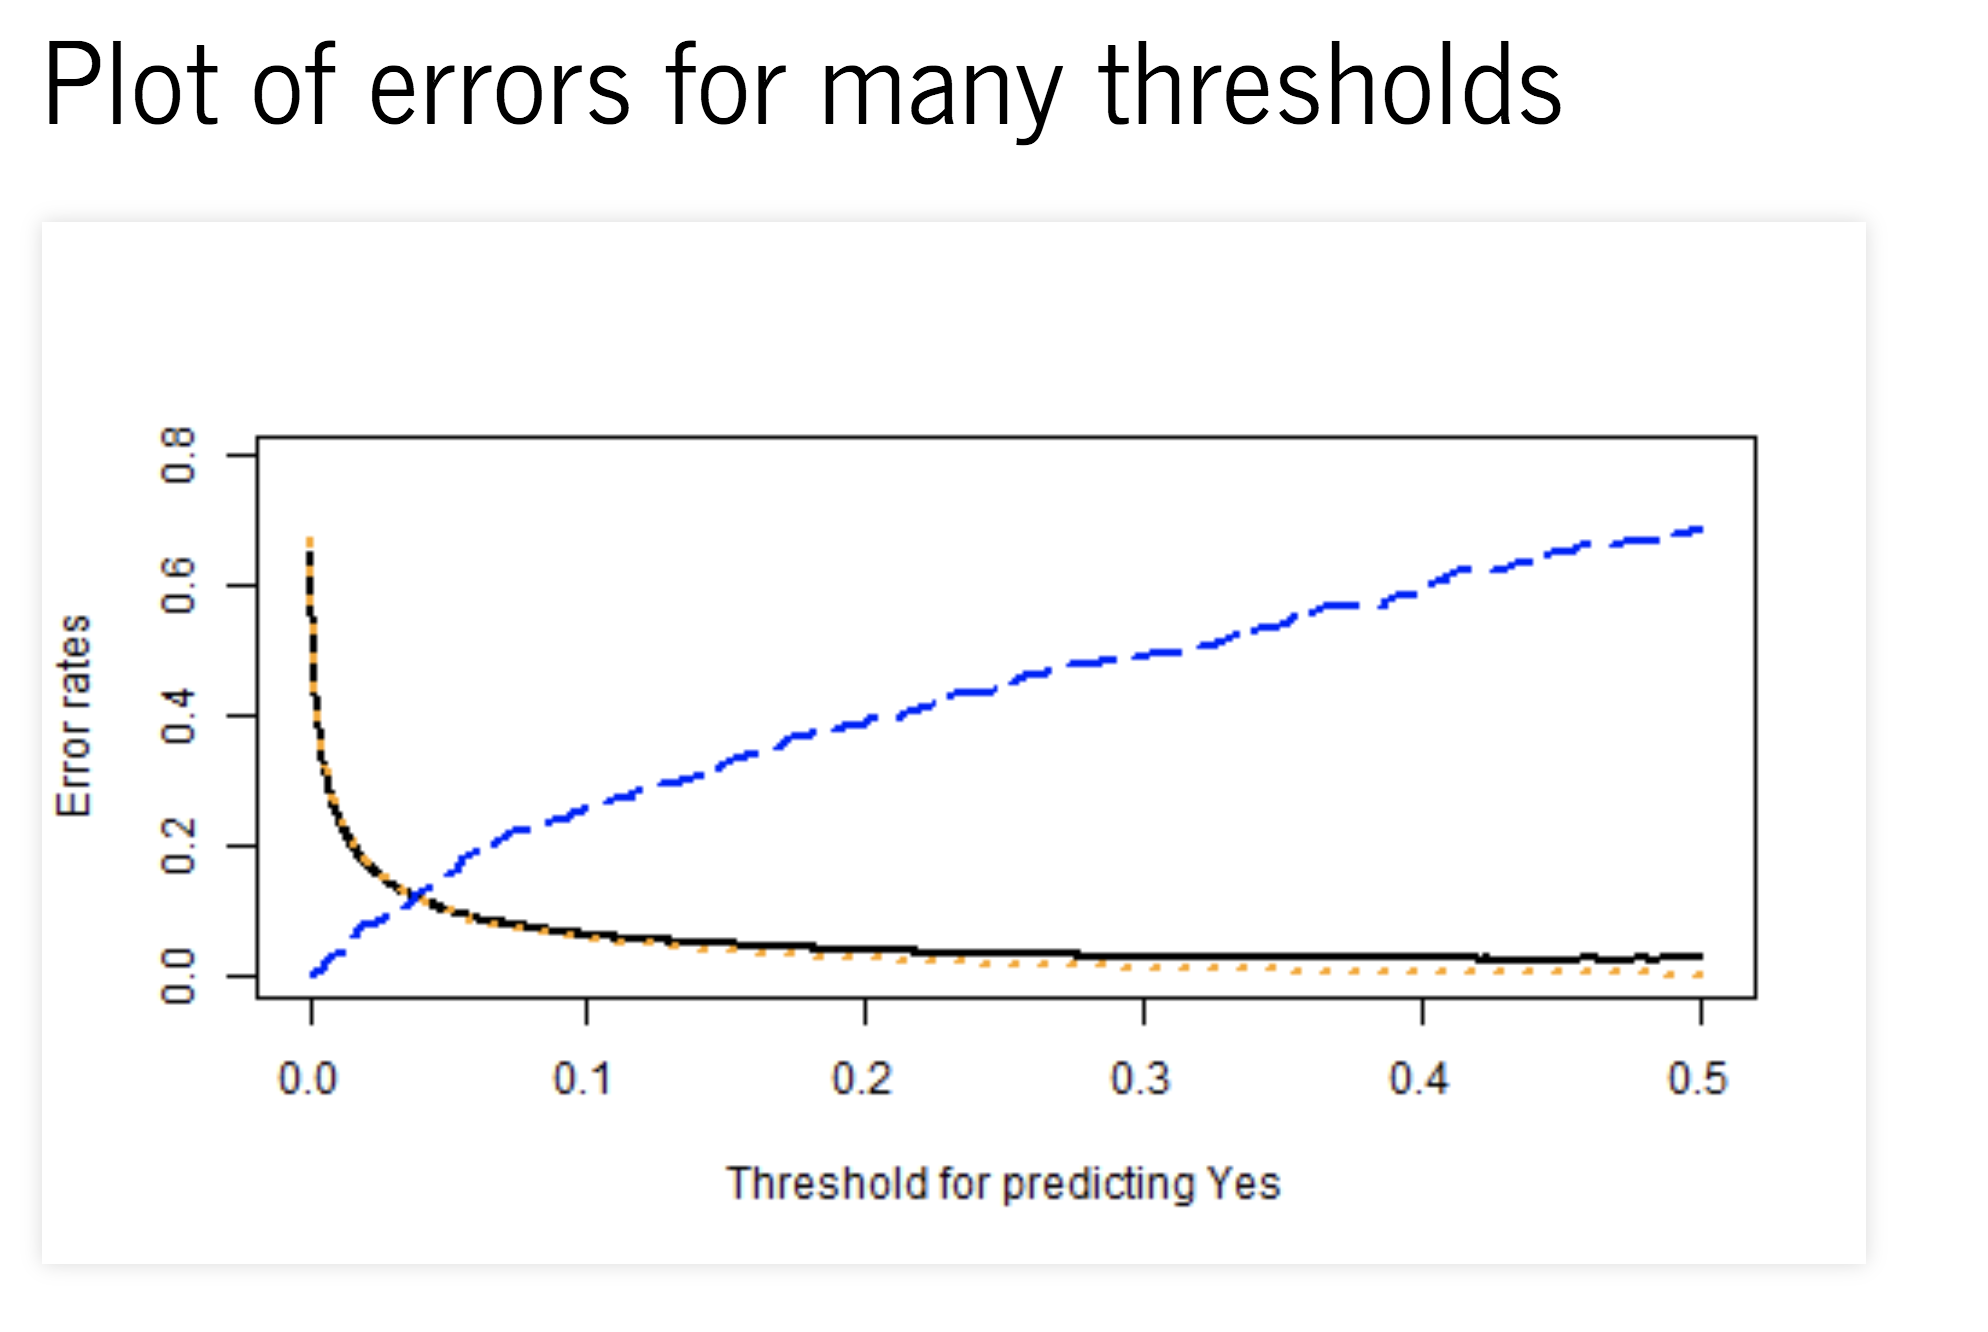 Plot of errors for many thresholds
0.8
0.6
0.4
0.2
0.0
Error rates
0.0 0.1 0.2 0.3 0.4 0.5
Threshold for predicting Yes